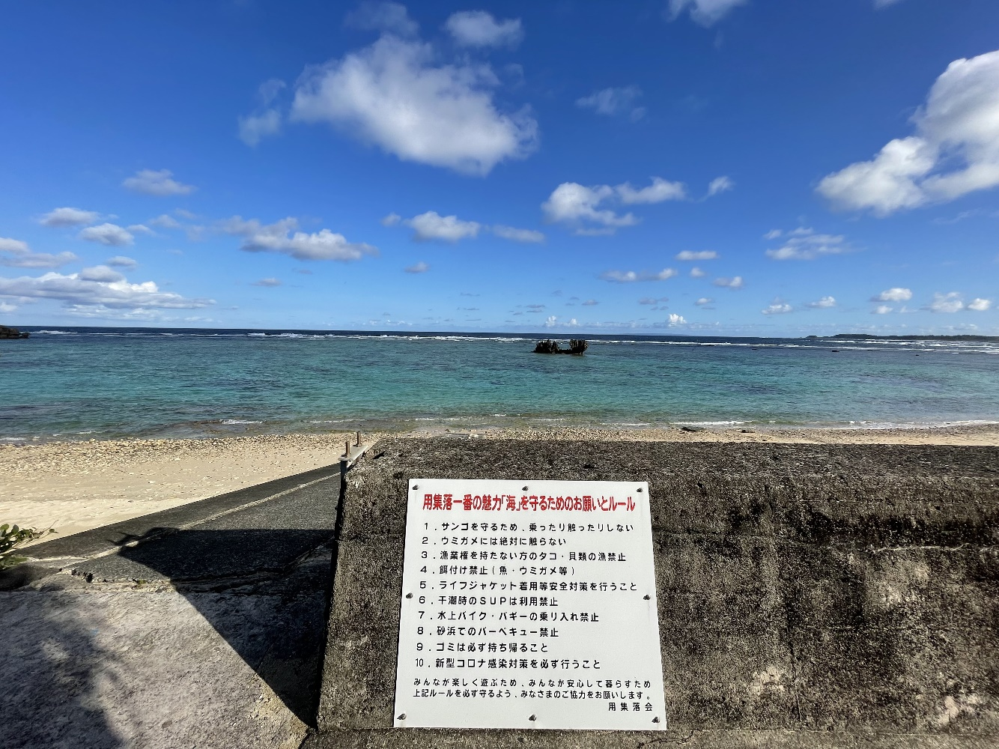 用集落一番の魅力｢海｣を守るためのお願いとルール
1．サンゴを守るため、乗ったり触ったりしない
2．ウミガメには絶対に触らない
3．漁業権を持たない方のタコ・貝類の漁禁止
4．餌付け禁止（魚・ウミガメ等）
5．ライフジャケット着用等安全対策を行うこと
6．干潮時のSUPは利用禁止
7．水上バイク・バギーの乗り入れ禁止
8．砂浜でのバーベキュー禁止
9．ゴミは必ず持ち帰ること
10．新型コロナ感染対策を必ず行うこと
みんなが楽しく遊ぶため、みんなが安心して暮らすため
上記ルールを必ず守るよう、みなさまのご協力をお願いします。
用集落会